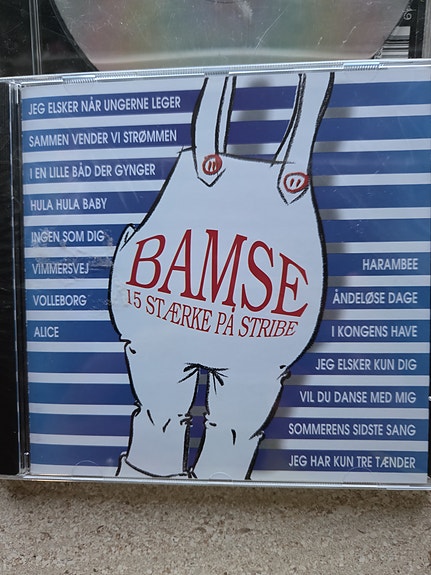 JEG ELSKER NÅR UNGERNE LEGER
SAMMEN VENDER VI STRØMMEN
I EN LILLE BÅD DER GYNGER
HULA HULA BABY
INGEN SOM DIG
VIMMERSVEJ
VOLLEBORG
ALICE
BAMSE
15 STÆRKE PÅ STRIBE
HARAMBEE
ÅNDELØSE DAGE
I KONGENS HAVE
JEG ELSKER KUN DIG
VIL DU DANSE MED MIG
SOMMERENS SIDSTE SANG
JEG HAR KUN TRE TÆNDER